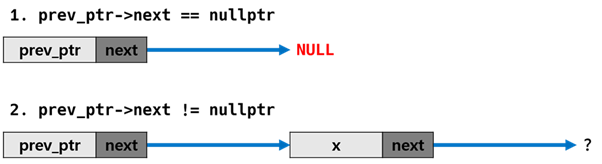 1. prev_ptr->next == nullptr
prev_ptr next NULL
2. prev_ptr->next != nullptr
prev_ptr next x next ?